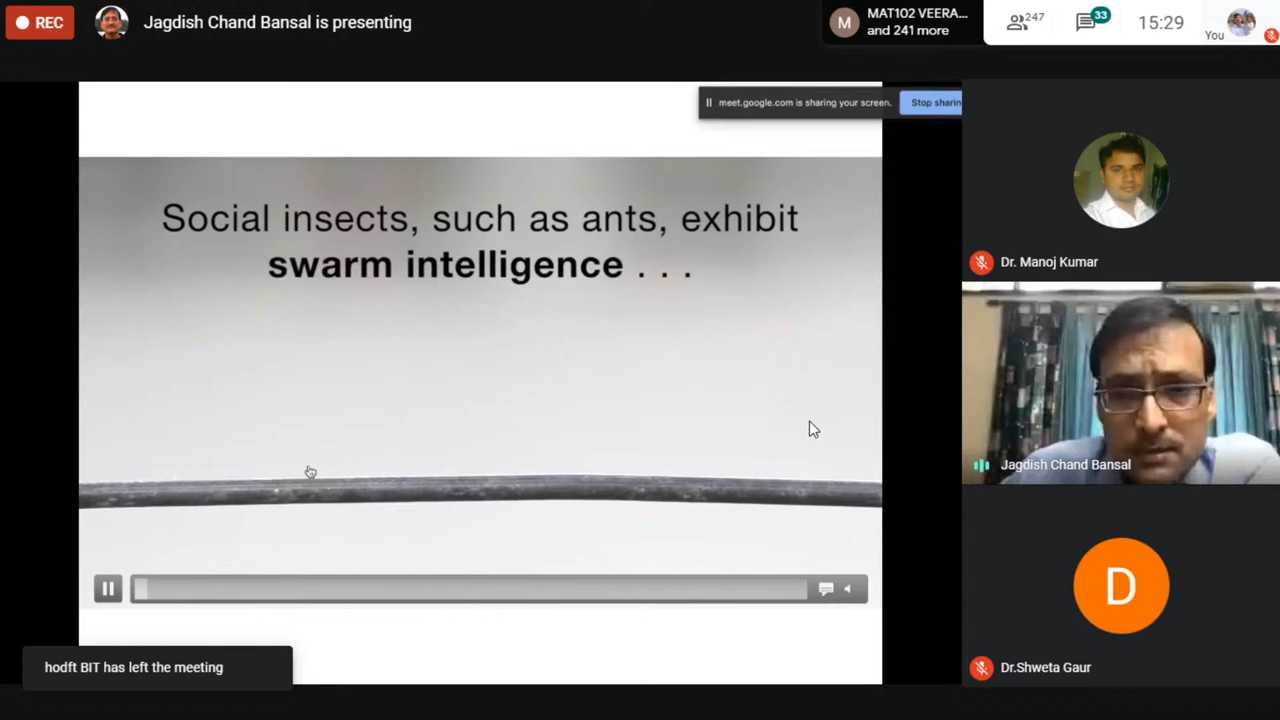 REC
Jagdish Chand Bansal is presenting
M
MAT102 VEERA...
and 241 more
247
33
15:29
You
meet.google.com is sharing your screen.
Stop sharin
Social insects, such as ants, exhibit
swarm intelligence . . .
Dr. Manoj Kumar
Jagdish Chand Bansal
D
Dr.Shweta Gaur
hodft BIT has left the meeting